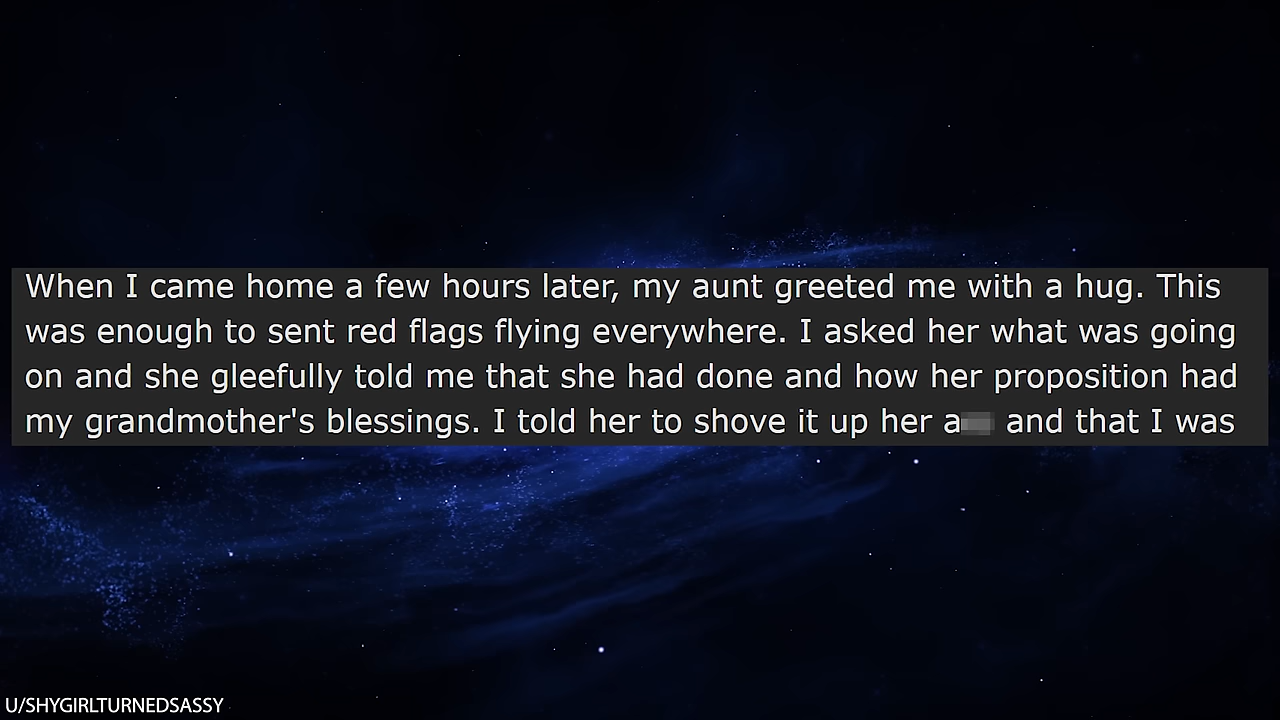 When I came home a few hours later, my aunt greeted me with a hug. This
was enough to sent red flags flying everywhere. I asked her what was going
on and she gleefully told me that she had done and how her proposition had
my grandmother's blessings. I told her to shove it up her a and that I was
U/SHYGIRLTURNEDSASSY